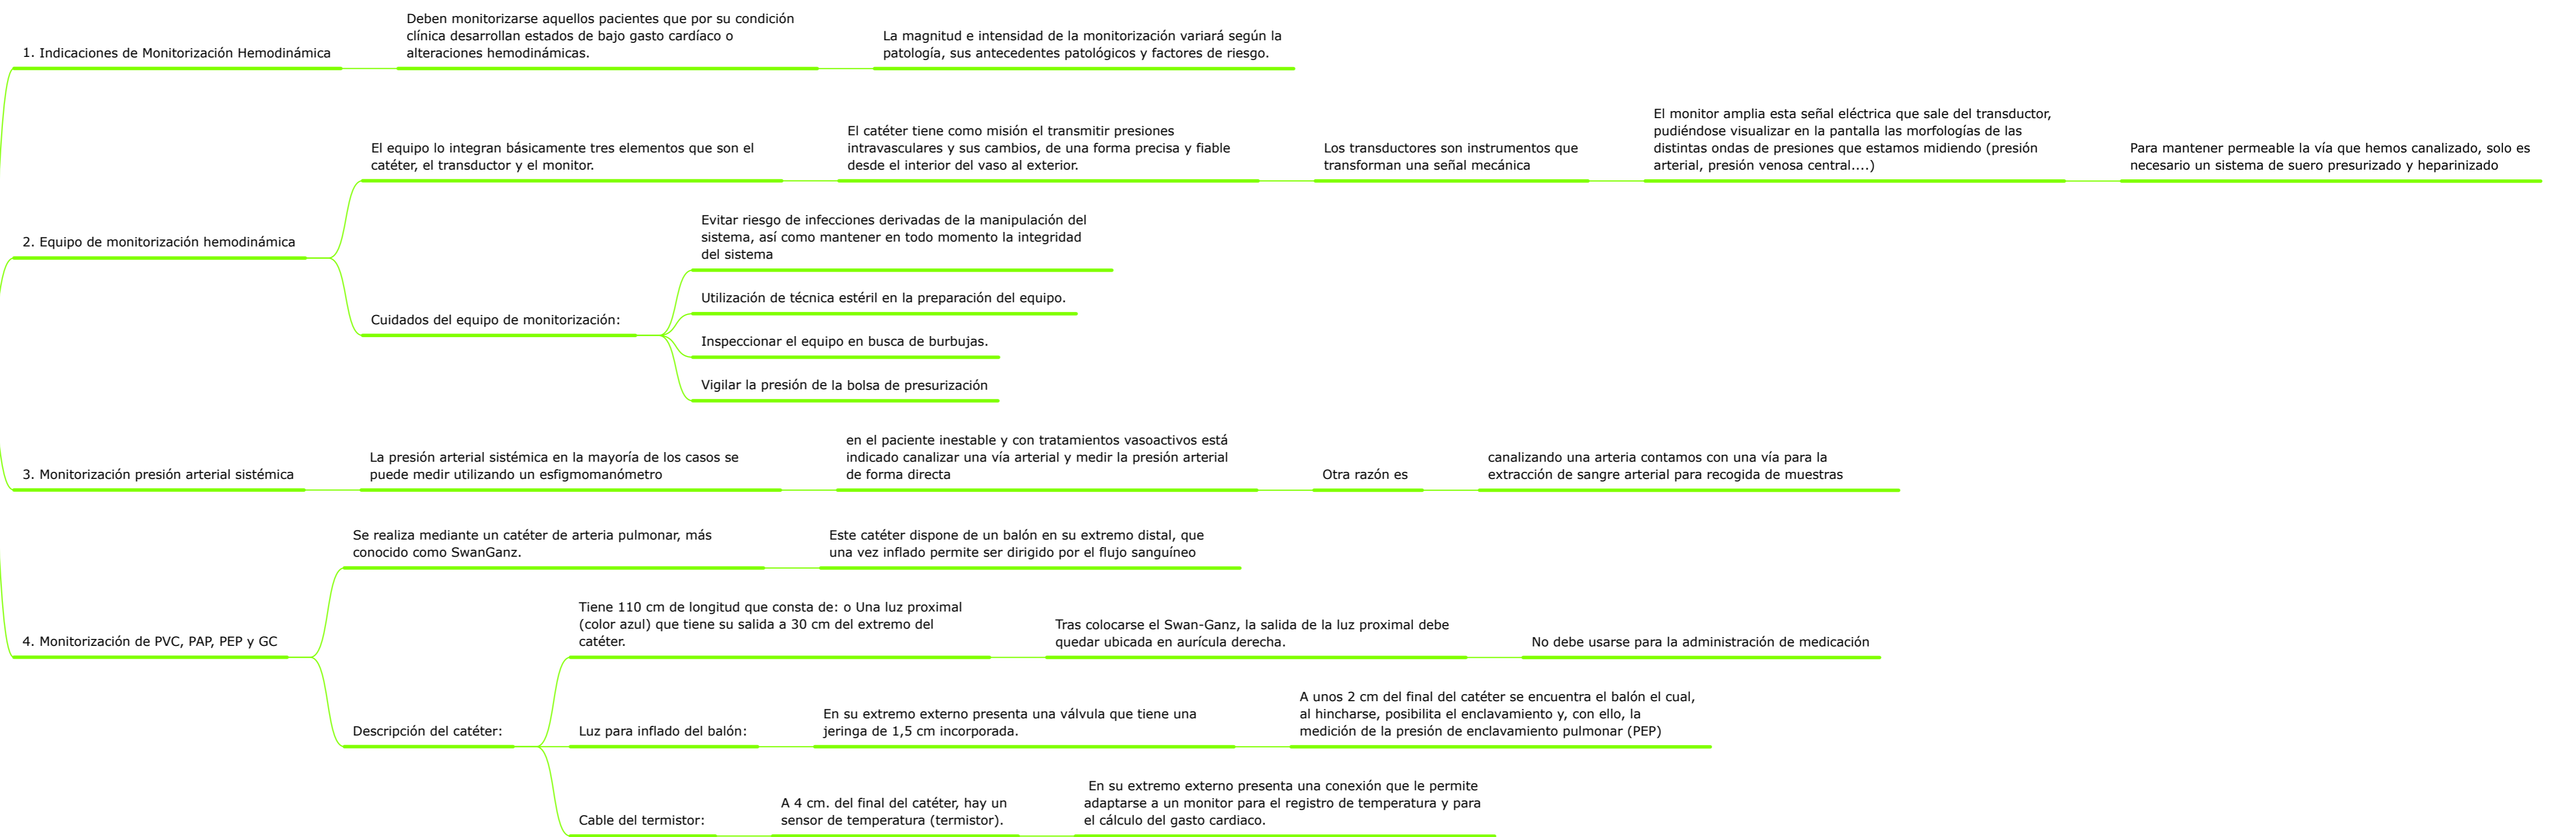 1. Indicaciones de Monitorización Hemodinámica
Deben monitorizarse aquellos pacientes que por su condición
clínica desarrollan estados de bajo gasto cardíaco o
alteraciones hemodinámicas.
La magnitud e intensidad de la monitorización variará según la
patología, sus antecedentes patológicos y factores de riesgo.
2. Equipo de monitorización hemodinámica
El equipo lo integran básicamente tres elementos que son el
catéter, el transductor y el monitor.
El catéter tiene como misión el transmitir presiones
intravasculares y sus cambios, de una forma precisa y fiable
desde el interior del vaso al exterior.
Los transductores son instrumentos que
transforman una señal mecánica
El monitor amplia esta señal eléctrica que sale del transductor,
pudiéndose visualizar en la pantalla las morfologías de las
distintas ondas de presiones que estamos midiendo (presión
arterial, presión venosa central....)
Para mantener permeable la vía que hemos canalizado, solo es
necesario un sistema de suero presurizado y heparinizado
Cuidados del equipo de monitorización:
Evitar riesgo de infecciones derivadas de la manipulación del
sistema, así como mantener en todo momento la integridad
del sistema
Utilización de técnica estéril en la preparación del equipo.
Inspeccionar el equipo en busca de burbujas.
Vigilar la presión de la bolsa de presurización
3. Monitorización presión arterial sistémica
La presión arterial sistémica en la mayoría de los casos se
puede medir utilizando un esfigmomanómetro
en el paciente inestable y con tratamientos vasoactivos está
indicado canalizar una vía arterial y medir la presión arterial
de forma directa
Otra razón es
canalizando una arteria contamos con una vía para la
extracción de sangre arterial para recogida de muestras
4. Monitorización de PVC, PAP, PEP y GC
Se realiza mediante un catéter de arteria pulmonar, más
conocido como SwanGanz.
Este catéter dispone de un balón en su extremo distal, que
una vez inflado permite ser dirigido por el flujo sanguíneo
Descripción del catéter:
Tiene 110 cm de longitud que consta de: o Una luz proximal
(color azul) que tiene su salida a 30 cm del extremo del
catéter.
Tras colocarse el Swan-Ganz, la salida de la luz proximal debe
quedar ubicada en aurícula derecha.
No debe usarse para la administración de medicación
Luz para inflado del balón:
En su extremo externo presenta una válvula que tiene una
jeringa de 1,5 cm incorporada.
A unos 2 cm del final del catéter se encuentra el balón el cual,
al hincharse, posibilita el enclavamiento y, con ello, la
medición de la presión de enclavamiento pulmonar (PEP)
Cable del termistor:
A 4 cm. del final del catéter, hay un
sensor de temperatura (termistor).
En su extremo externo presenta una conexión que le permite
adaptarse a un monitor para el registro de temperatura y para
el cálculo del gasto cardiaco.